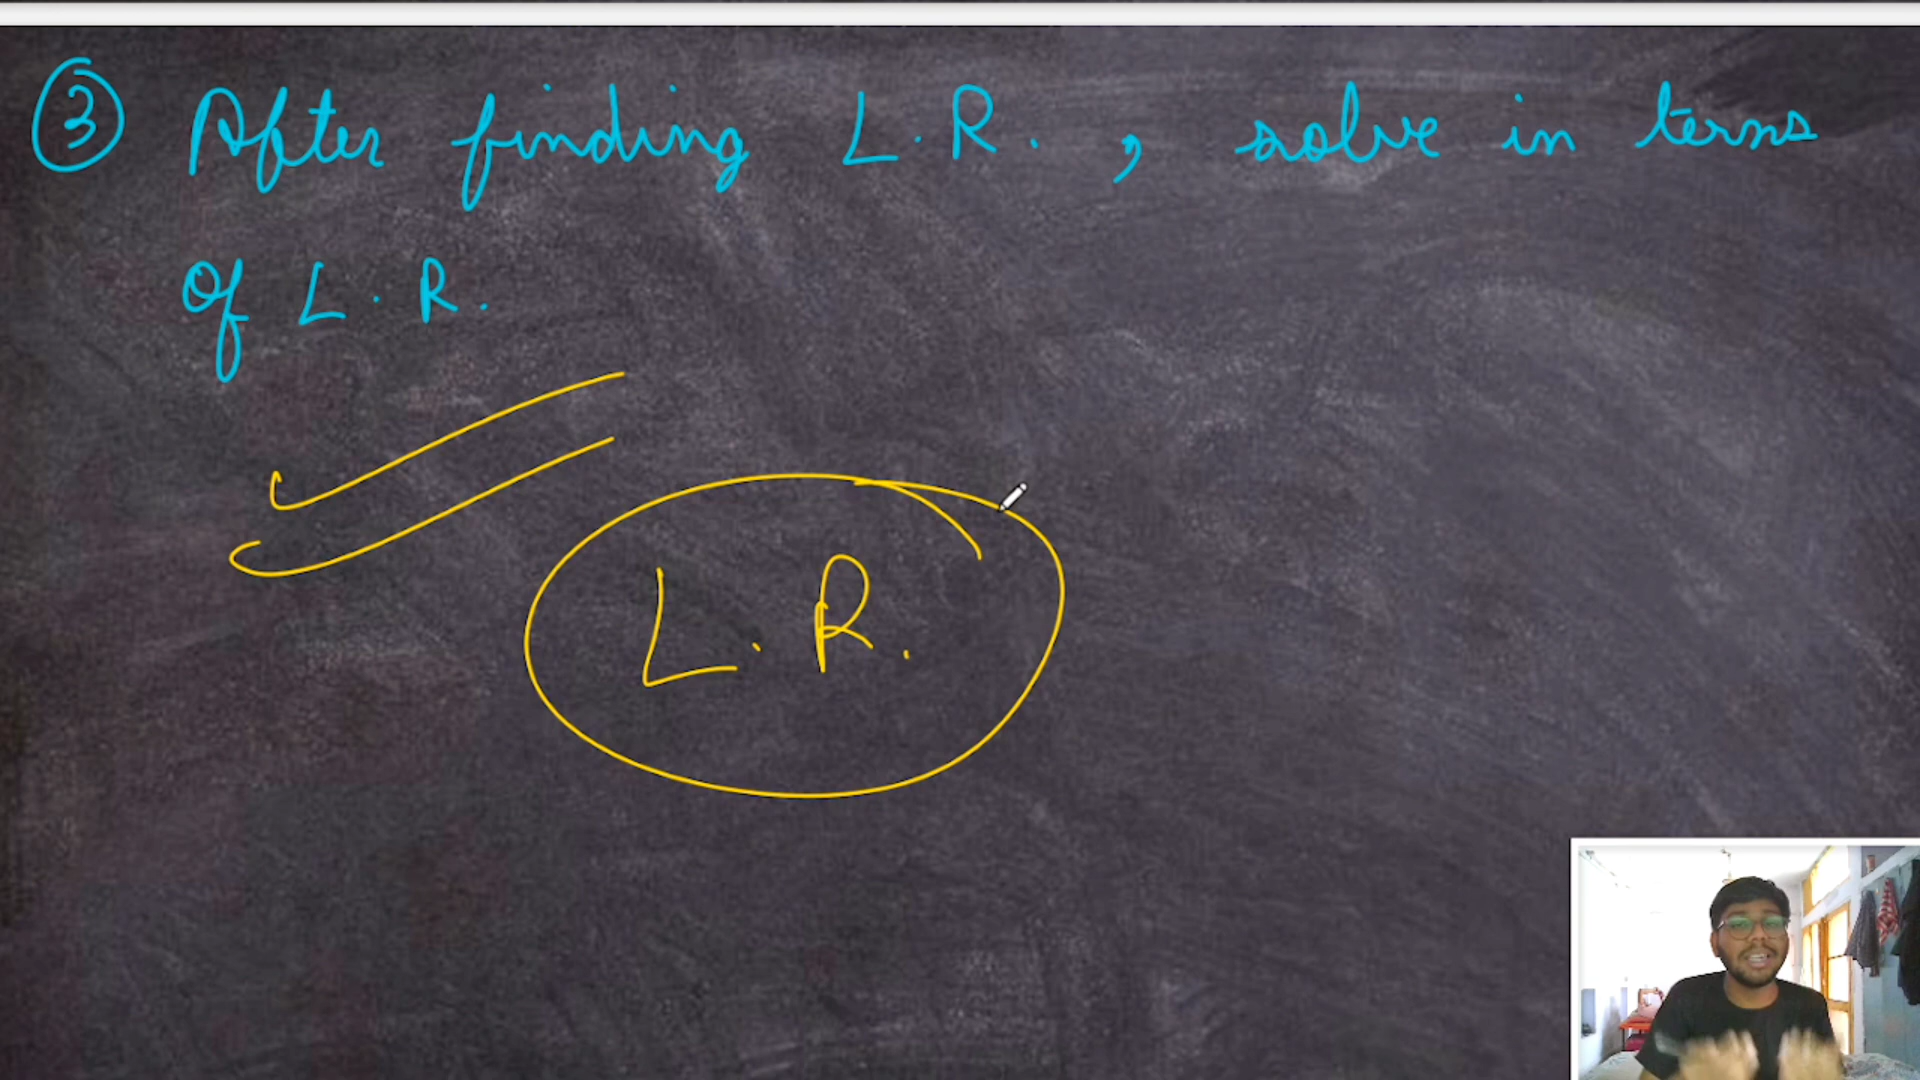 ③ After finding L.R., solve in terms
of L.R.
L.R.